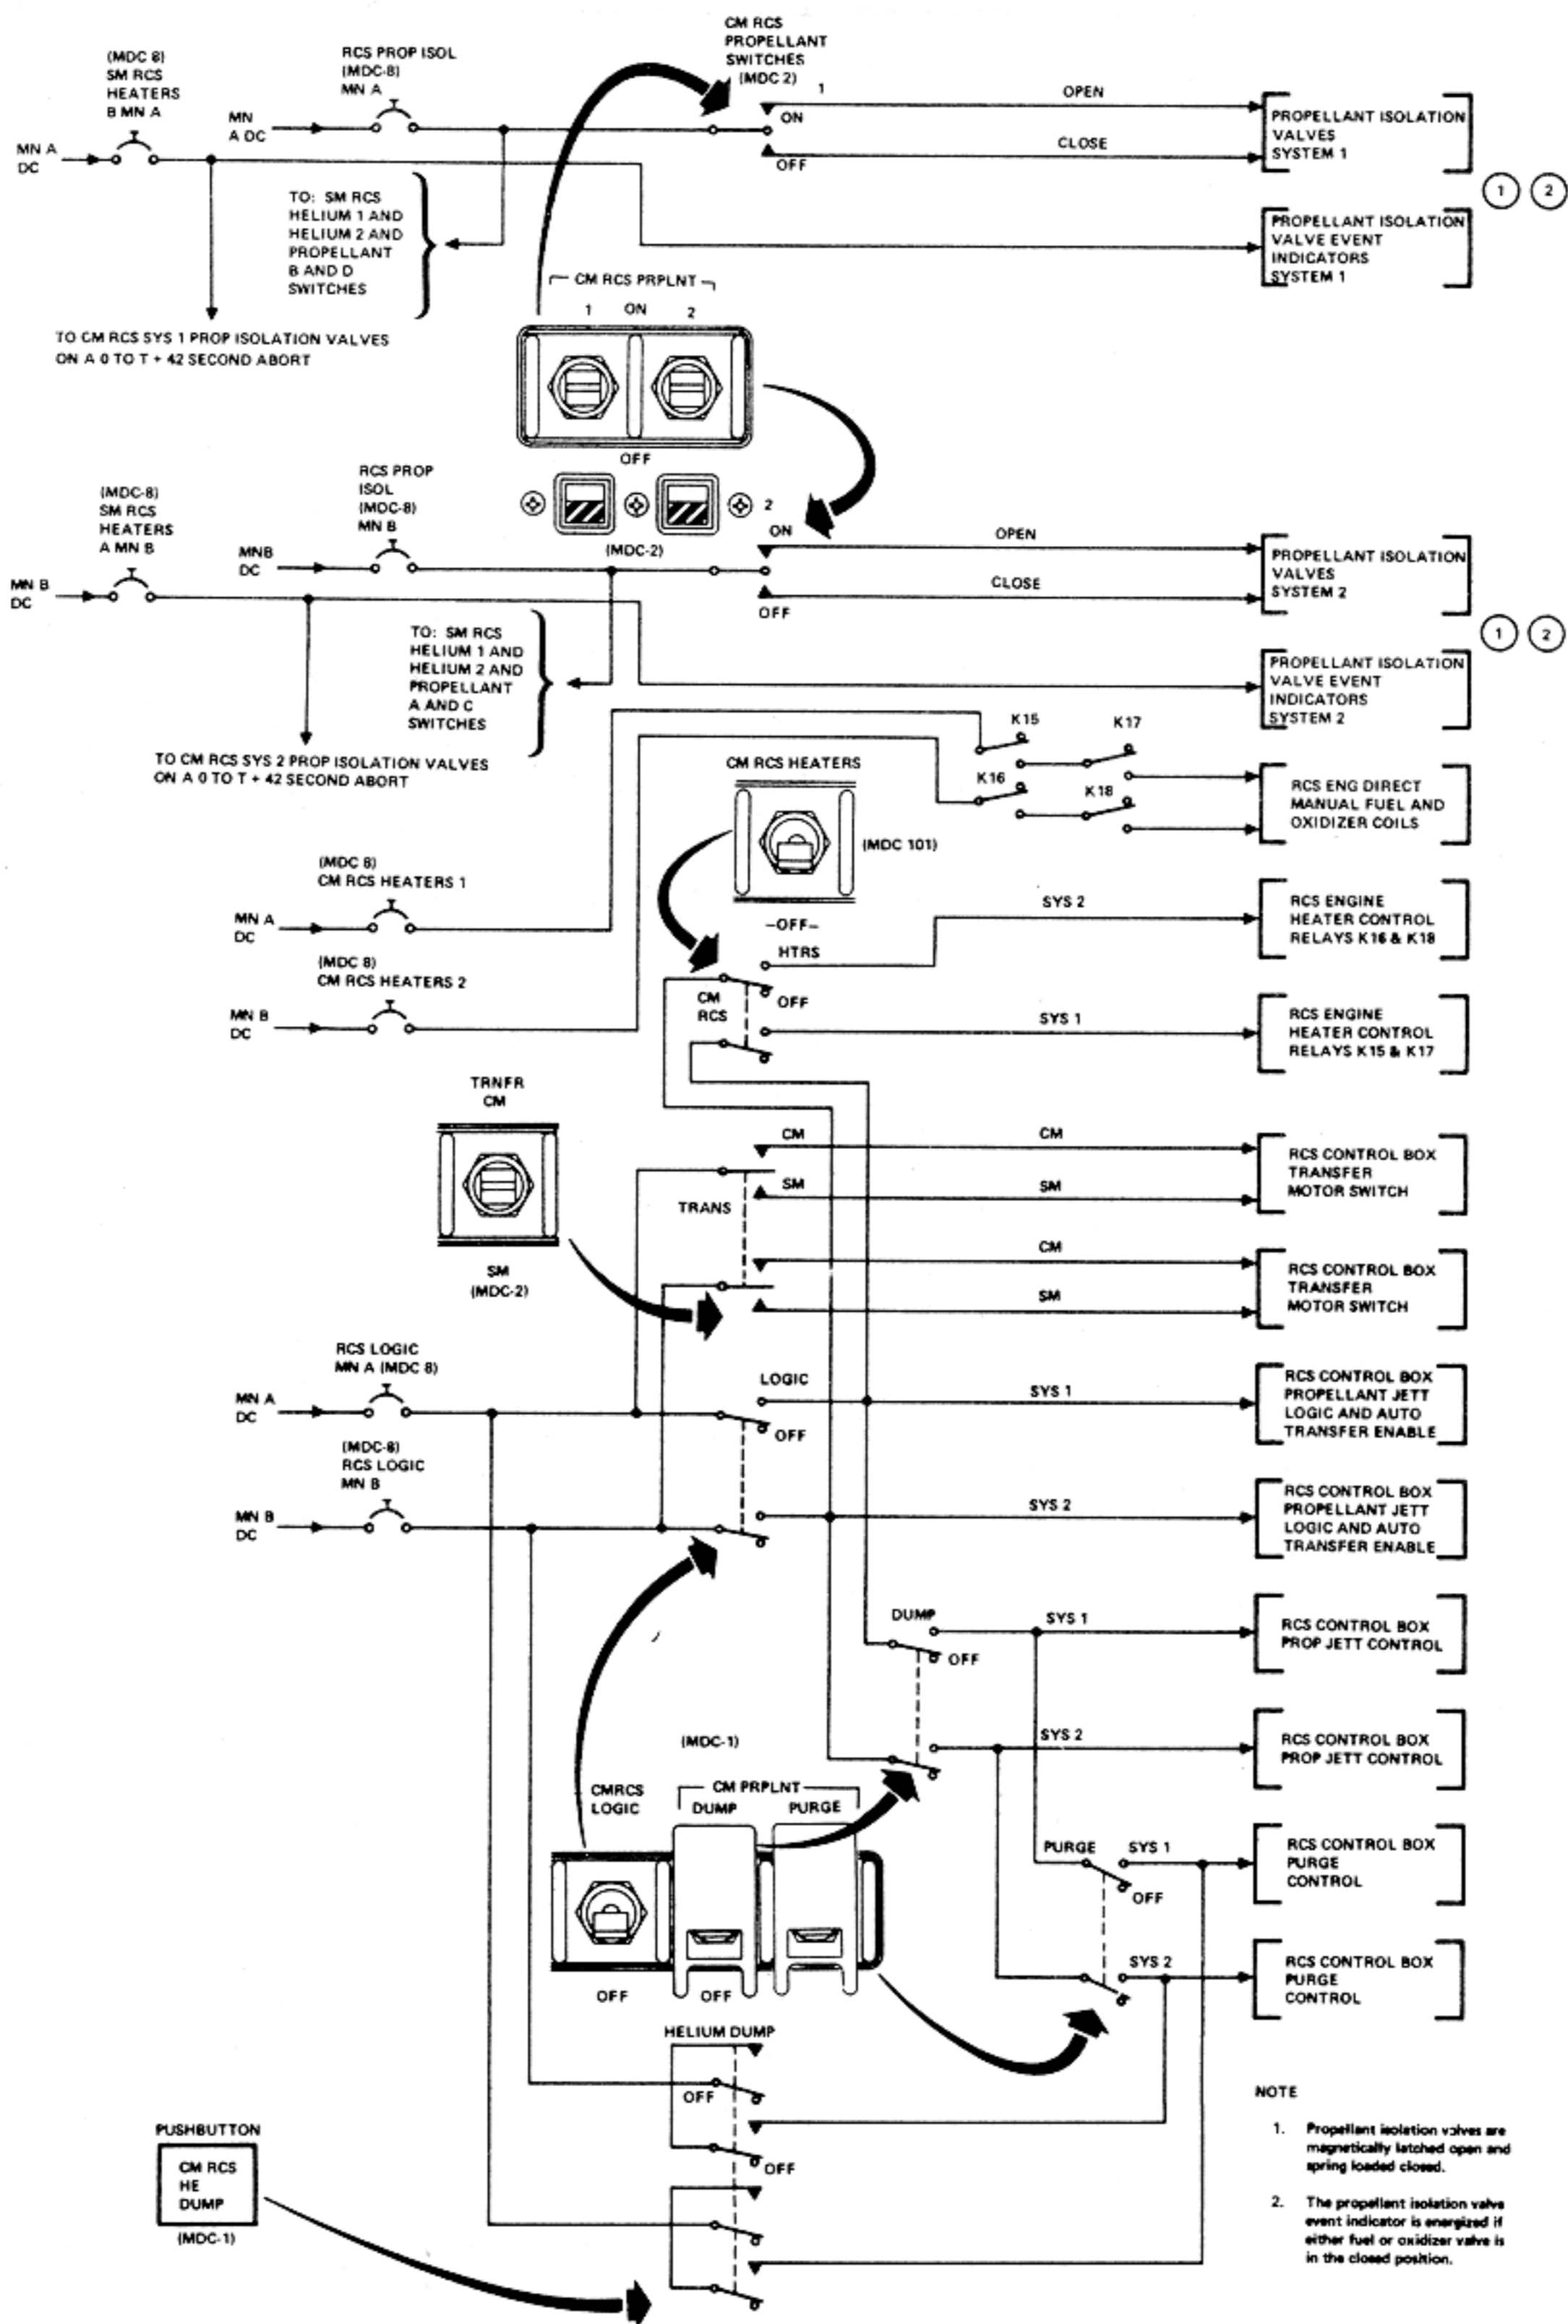 CM RCS
PROPELLANT
SWITCHES
(MDC 2)
(MDC 8)
SM RCS
HEATERS
B MN A
RCS PROP ISOL
(MDC-8)
MN A
MN
A DC
MN A
DC
1
ON
OFF
OPEN
CLOSE
PROPELLANT ISOLATION
VALVES
SYSTEM 1
1 2
TO: SM RCS
HELIUM 1 AND
HELIUM 2 AND
PROPELLANT
B AND D
SWITCHES
PROPELLANT ISOLATION
VALVE EVENT
INDICATORS
SYSTEM 1
TO CM RCS SYS 1 PROP ISOLATION VALVES
ON A 0 TO T + 42 SECOND ABORT
CM RCS PRPLNT
1 ON 2
OFF
(MDC-2)
(MDC-8)
SM RCS
HEATERS
A MN B
RCS PROP
ISOL
(MDC-8)
MN B
MNB
DC
MN B
DC
2
ON
OFF
OPEN
CLOSE
PROPELLANT ISOLATION
VALVES
SYSTEM 2
1 2
TO: SM RCS
HELIUM 1 AND
HELIUM 2 AND
PROPELLANT
A AND C
SWITCHES
PROPELLANT ISOLATION
VALVE EVENT
INDICATORS
SYSTEM 2
TO CM RCS SYS 2 PROP ISOLATION VALVES
ON A 0 TO T + 42 SECOND ABORT
K15
K17
K16
K18
RCS ENG DIRECT
MANUAL FUEL AND
OXIDIZER COILS
CM RCS HEATERS
(MDC 101)
-OFF-
(MDC 8)
CM RCS HEATERS 1
MN A
DC
(MDC 8)
CM RCS HEATERS 2
MN B
DC
HTRS
OFF
CM
RCS
SYS 2
RCS ENGINE
HEATER CONTROL
RELAYS K16 & K18
SYS 1
RCS ENGINE
HEATER CONTROL
RELAYS K15 & K17
TRNFR
CM
SM
(MDC-2)
TRANS
CM
SM
CM
SM
RCS CONTROL BOX
TRANSFER
MOTOR SWITCH
CM
SM
RCS CONTROL BOX
TRANSFER
MOTOR SWITCH
RCS LOGIC
MN A (MDC 8)
MN A
DC
LOGIC
OFF
SYS 1
RCS CONTROL BOX
PROPELLANT JETT
LOGIC AND AUTO
TRANSFER ENABLE
(MDC-8)
RCS LOGIC
MN B
MN B
DC
SYS 2
RCS CONTROL BOX
PROPELLANT JETT
LOGIC AND AUTO
TRANSFER ENABLE
DUMP
OFF
SYS 1
RCS CONTROL BOX
PROP JETT CONTROL
SYS 2
RCS CONTROL BOX
PROP JETT CONTROL
(MDC-1)
CMRCS
LOGIC
CM PRPLNT
DUMP PURGE
OFF OFF
PURGE
OFF
SYS 1
RCS CONTROL BOX
PURGE
CONTROL
SYS 2
RCS CONTROL BOX
PURGE
CONTROL
HELIUM DUMP
OFF
OFF
PUSHBUTTON
CM RCS
HE
DUMP
(MDC-1)
NOTE
1. Propellant isolation valves are
magnetically latched open and
spring loaded closed.
2. The propellant isolation valve
event indicator is energized if
either fuel or oxidizer valve is
in the closed position.